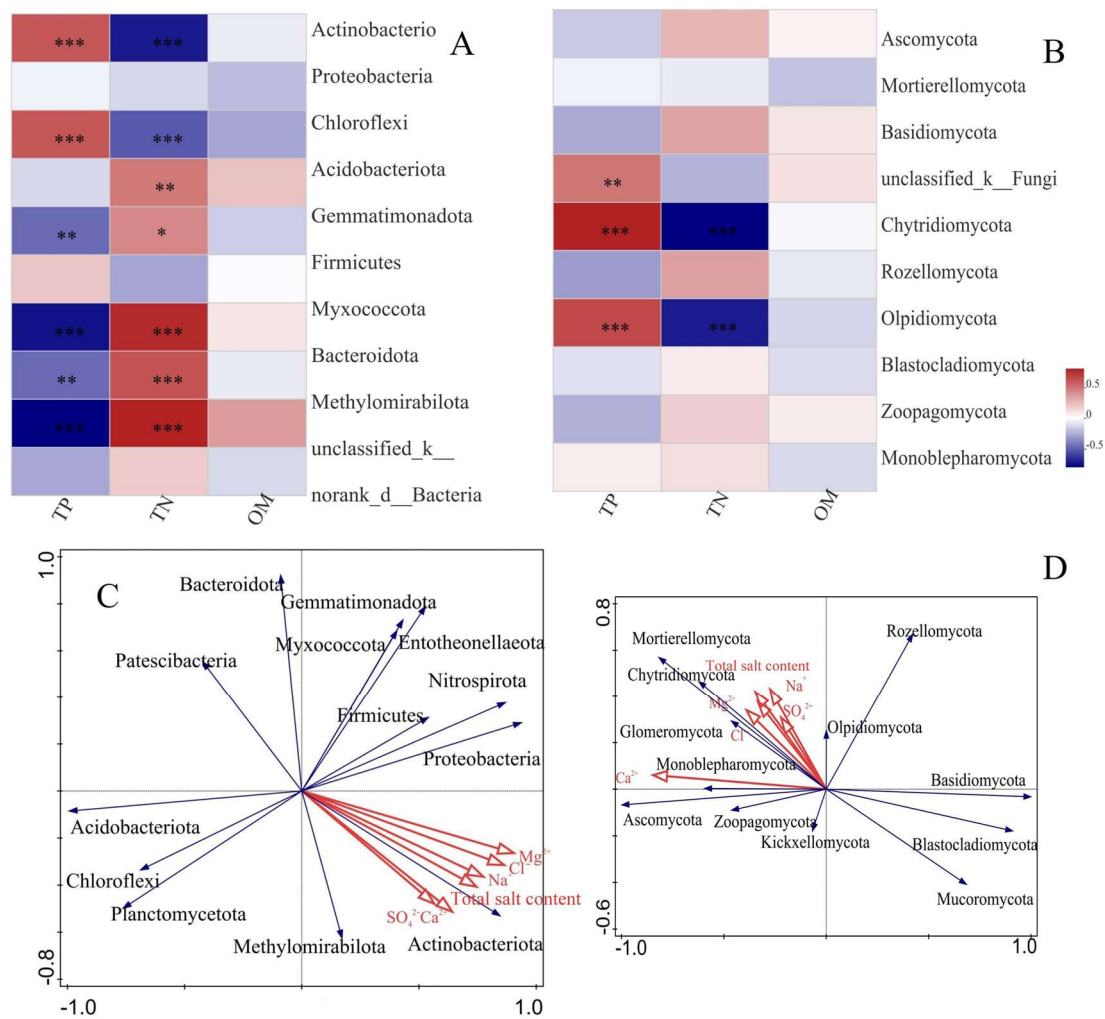 A
Actinobacterio
Proteobacteria
Chloroflexi
Acidobacteriota
Gemmatimonadota
Firmicutes
Myxococcota
Bacteroidota
Methylomirabilota
unclassified_k__
norank_d__Bacteria
*** ***
*** ***
**
** *
*** ***
** ***
*** ***
TP TN OM
B
Ascomycota
Mortierellomycota
Basidiomycota
unclassified_k__Fungi
Chytridiomycota
Rozellomycota
Olpidiomycota
Blastocladiomycota
Zoopagomycota
Monoblepharomycota
**
*** ***
*** ***
TP TN OM
0.5
0
-0.5
C
1.0
-0.8
-1.0
1.0
Bacteroidota
Gemmatimonadota
Myxococcota
Entotheonellaeota
Patescibacteria
Nitrospirota
Firmicutes
Proteobacteria
Acidobacteriota
Mg²⁺
Cl⁻
Na⁺
Chloroflexi
Total salt content
Planctomycetota
SO₄²⁻
Ca²⁺
Methylomirabilota
Actinobacteriota
D
0.8
-0.6
-1.0
1.0
Rozellomycota
Mortierellomycota
Total salt content
Chytridiomycota
Na⁺
Mg²⁺
SO₄²⁻
Glomeromycota
Cl
Olpidiomycota
Monoblepharomycota
Ca²⁺
Basidiomycota
Ascomycota
Zoopagomycota
Kickxellomycota
Blastocladiomycota
Mucoromycota